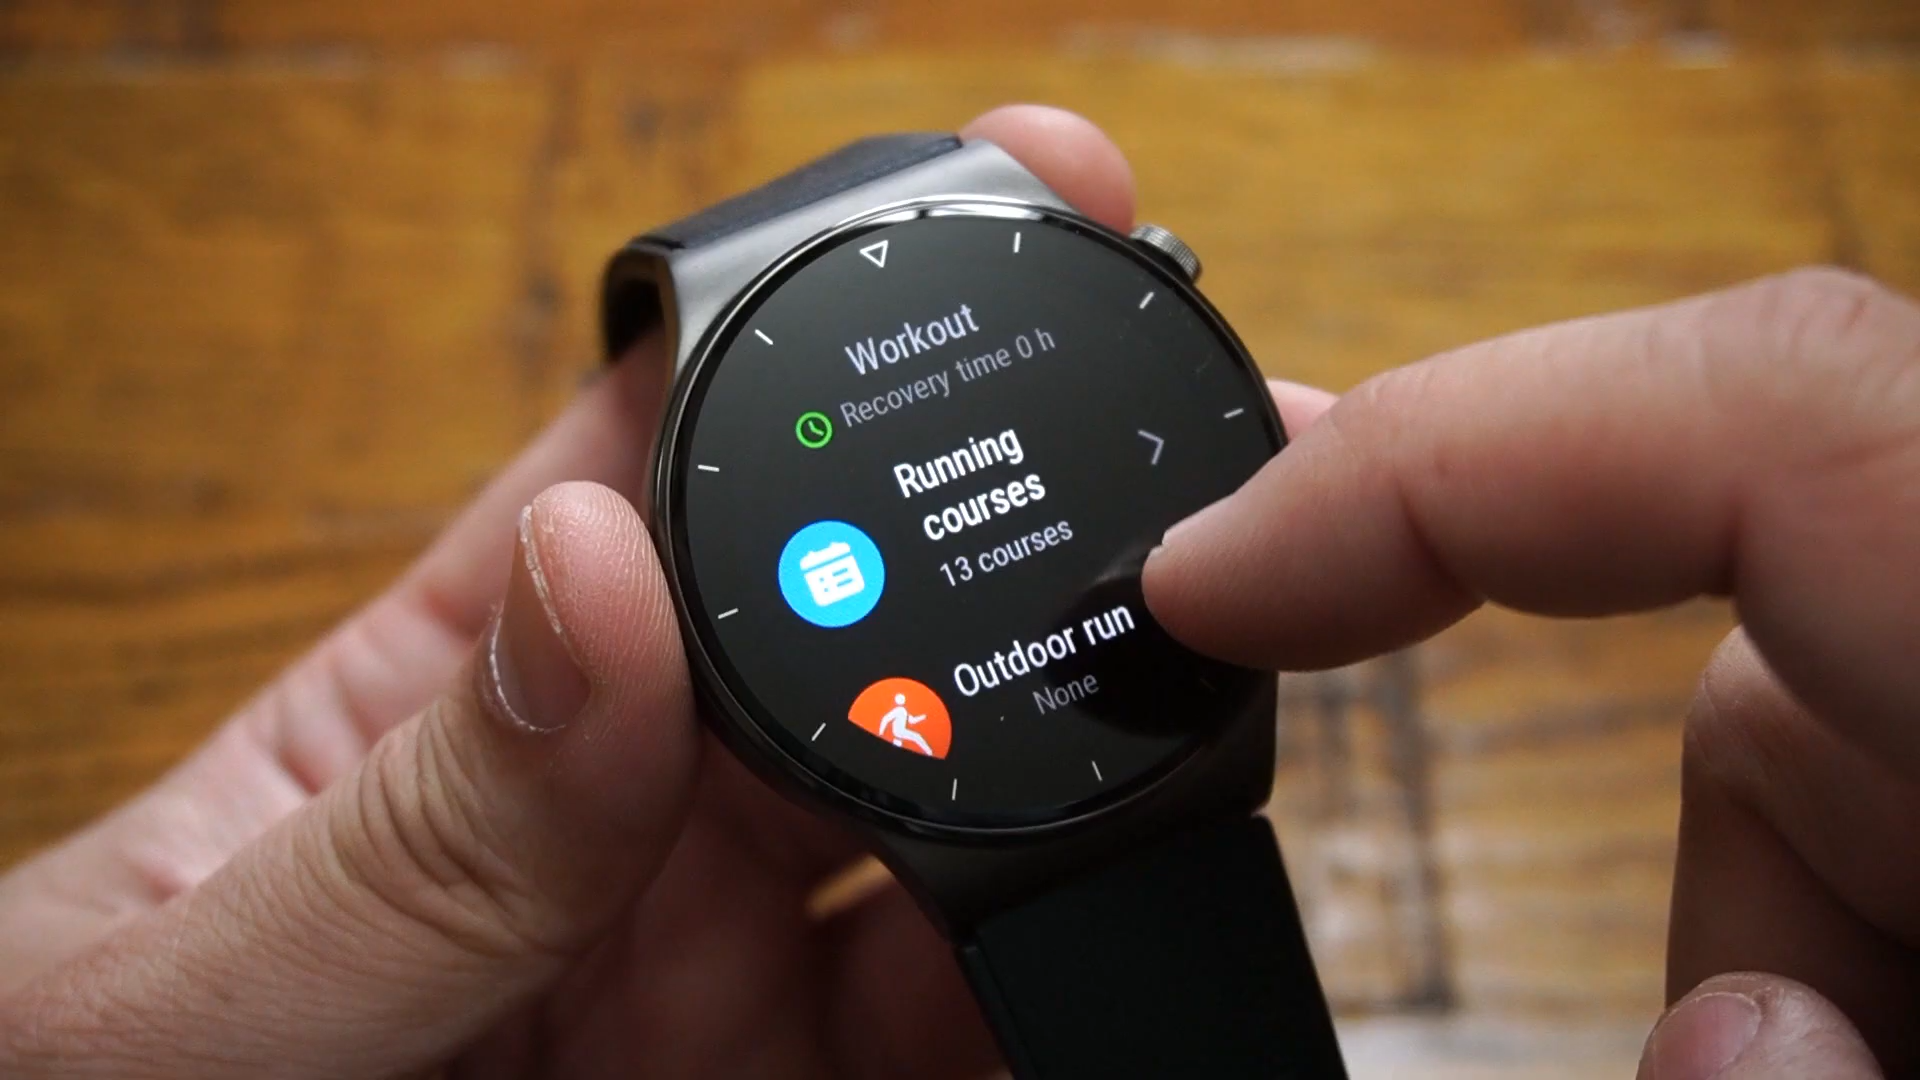 Workout
Recovery time 0 h
Running
courses
13 courses
Outdoor run
None